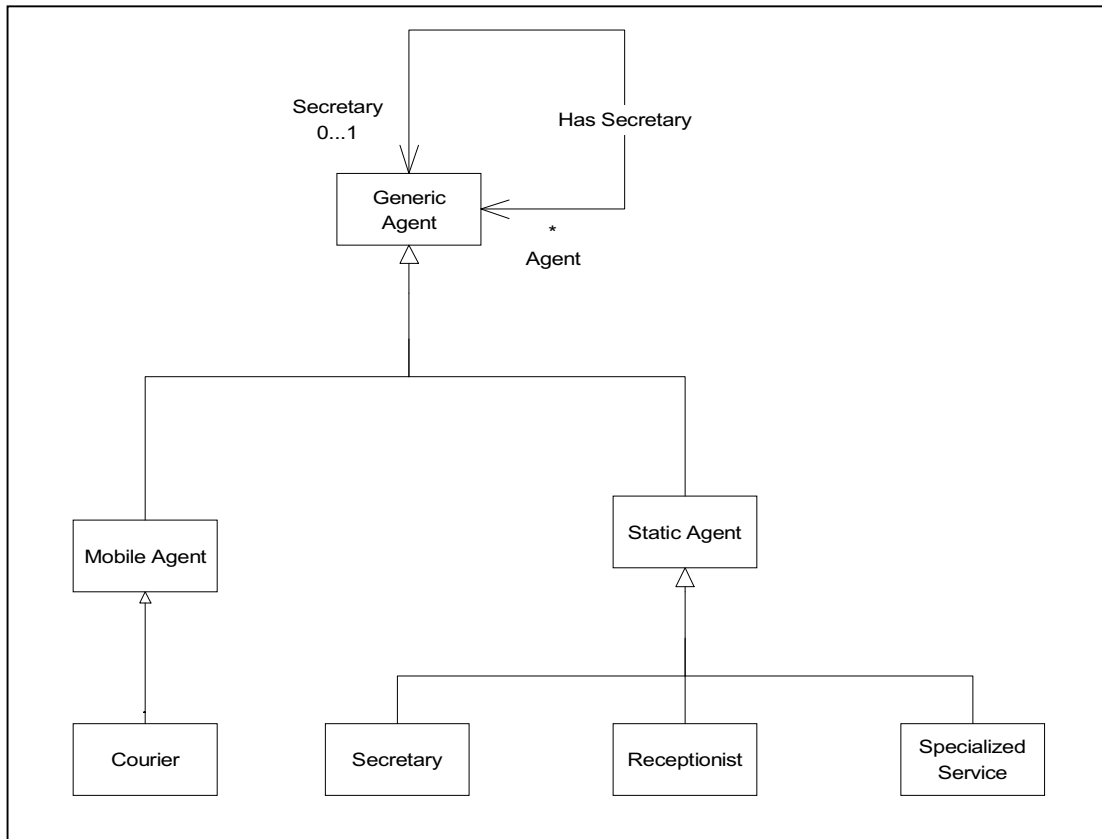 Secretary
0...1
Has Secretary
Generic
Agent
*
Agent
Mobile Agent
Static Agent
Courier
Secretary
Receptionist
Specialized
Service